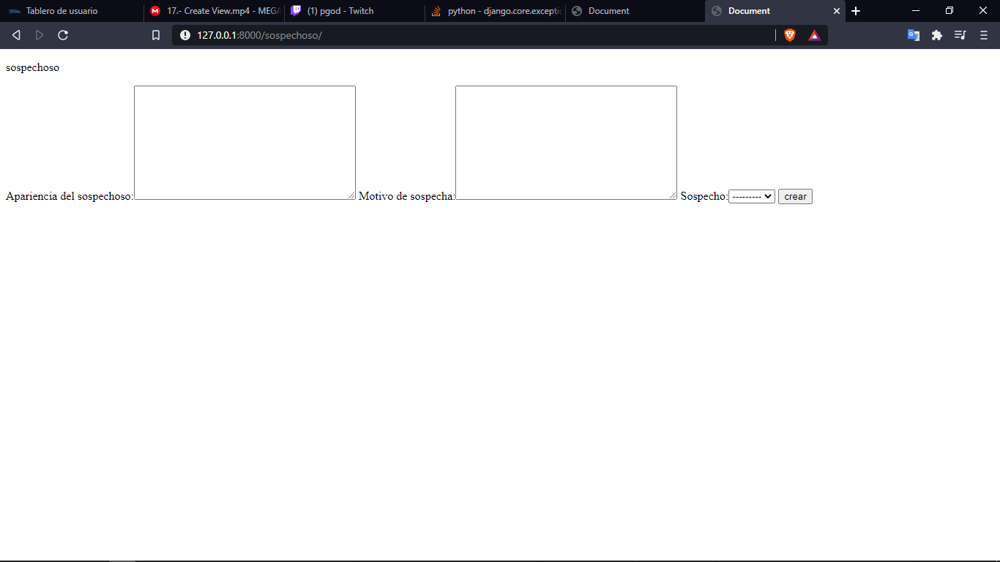 Tablero de usuario
17.- Create View.mp4 - MEGA
(1) pgod - Twitch
python - django.core.exceptic
Document
Document
127.0.0.1:8000/sospechoso/
sospechoso
Apariencia del sospechoso: Motivo de sospecha: Sospecho: --------- crear